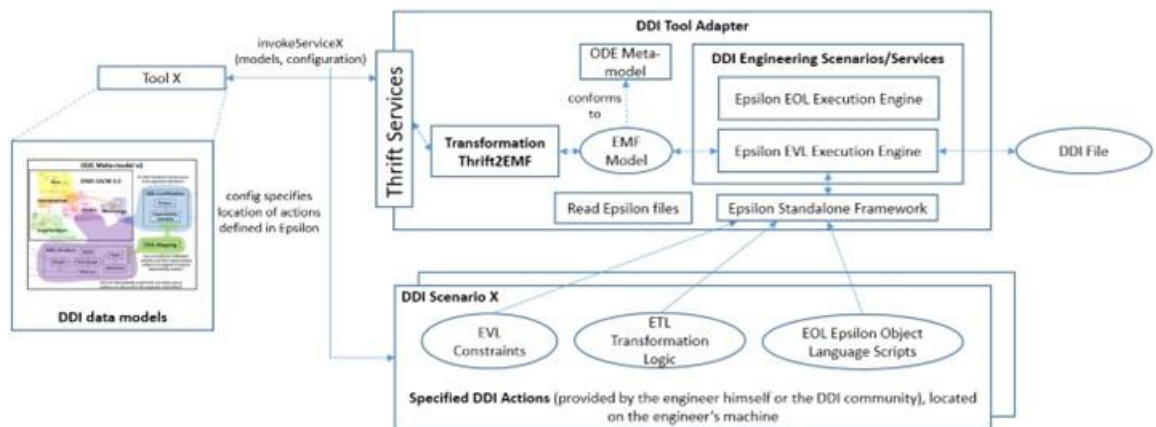 DDI Tool Adapter
invokeServiceX
(models, configuration)
Tool X
Thrift Services
ODE Meta-
model
conforms
to
Transformation
Thrift2EMF
EMF
Model
DDI Engineering Scenarios/Services
Epsilon EOL Execution Engine
Epsilon EVL Execution Engine
DDI File
Read Epsilon files
Epsilon Standalone Framework
ODE Meta-model v2
DDI data models
config specifies
location of actions
defined in Epsilon
DDI Scenario X
EVL
Constraints
ETL
Transformation
Logic
EOL Epsilon Object
Language Scripts
Specified DDI Actions (provided by the engineer himself or the DDI community), located
on the engineer's machine